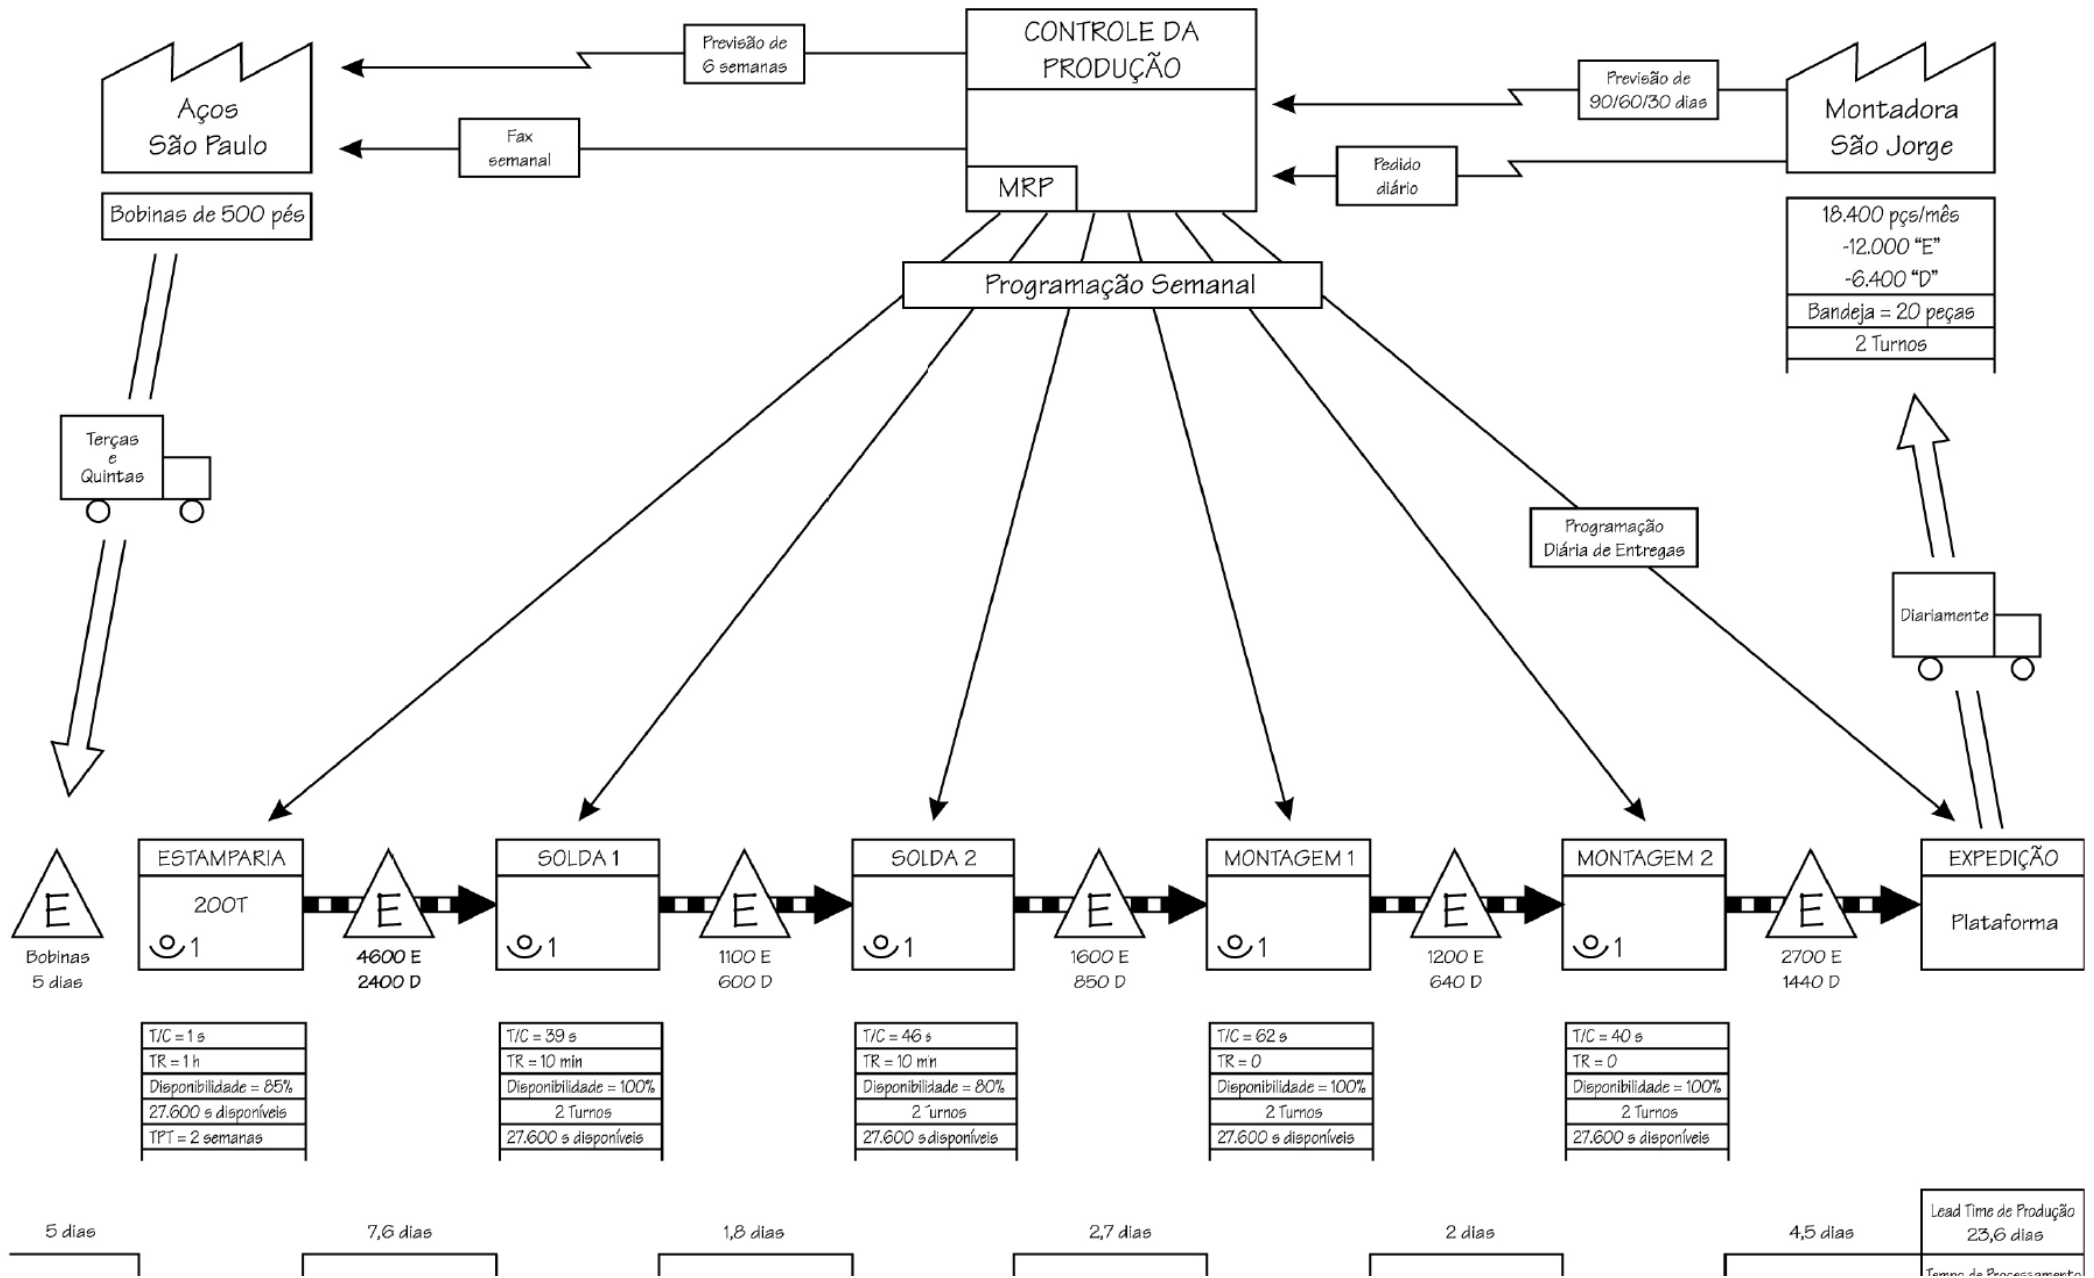 Aços
São Paulo
Bobinas de 500 pés
Previsão de
6 semanas
Fax
semanal
CONTROLE DA
PRODUÇÃO
MRP
Previsão de
90/60/30 dias
Pedido
diário
Montadora
São Jorge
18.400 pçs/mês
-12.000 “E”
-6.400 “D”
Bandeja = 20 peças
2 Turnos
Programação Semanal
Terças
e
Quintas
Programação
Diária de Entregas
Diariamente
E
Bobinas
5 dias
ESTAMPARIA
200T
1
E
4600 E
2400 D
SOLDA 1
1
E
1100 E
600 D
SOLDA 2
1
E
1600 E
850 D
MONTAGEM 1
1
E
1200 E
640 D
MONTAGEM 2
1
E
2700 E
1440 D
EXPEDIÇÃO
Plataforma
T/C = 1 s
TR = 1 h
Disponibilidade = 85%
27.600 s disponíveis
TPT = 2 semanas
T/C = 39 s
TR = 10 min
Disponibilidade = 100%
2 Turnos
27.600 s disponíveis
T/C = 46 s
TR = 10 min
Disponibilidade = 80%
2 Turnos
27.600 s disponíveis
T/C = 62 s
TR = 0
Disponibilidade = 100%
2 Turnos
27.600 s disponíveis
T/C = 40 s
TR = 0
Disponibilidade = 100%
2 Turnos
27.600 s disponíveis
5 dias
7,6 dias
1,8 dias
2,7 dias
2 dias
4,5 dias
Lead Time de Produção
23,6 dias
Tempo de Processamento